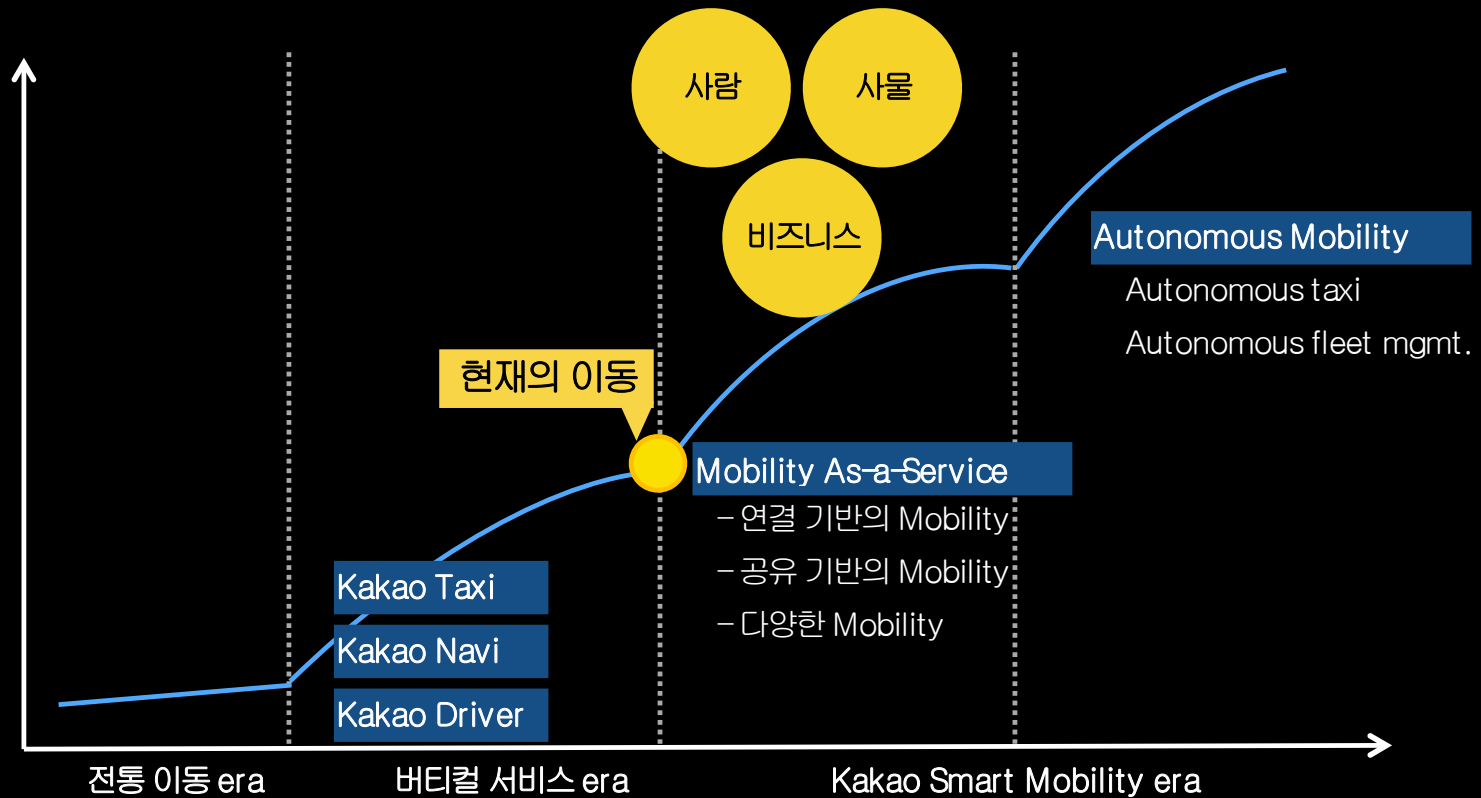 사람
사물
비즈니스
현재의 이동
Autonomous Mobility
Autonomous taxi
Autonomous fleet mgmt.
Mobility As-a-Service
- 연결 기반의 Mobility
- 공유 기반의 Mobility
- 다양한 Mobility
Kakao Taxi
Kakao Navi
Kakao Driver
전통 이동 era
버티컬 서비스 era
Kakao Smart Mobility era